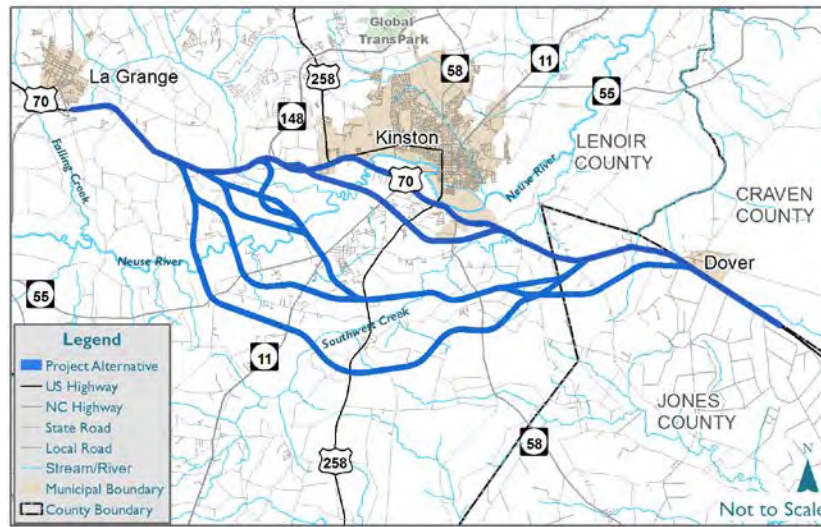 Global
TransPark
La Grange
70
258
58
11
55
148
Kinston
LENOIR
COUNTY
Falling Creek
70
Neuse River
CRAVEN
COUNTY
Neuse River
Dover
55
Southwest Creek
11
JONES
COUNTY
58
258
Legend
Project Alternative
US Highway
NC Highway
State Road
Local Road
Stream/River
Municipal Boundary
County Boundary
N
Not to Scale